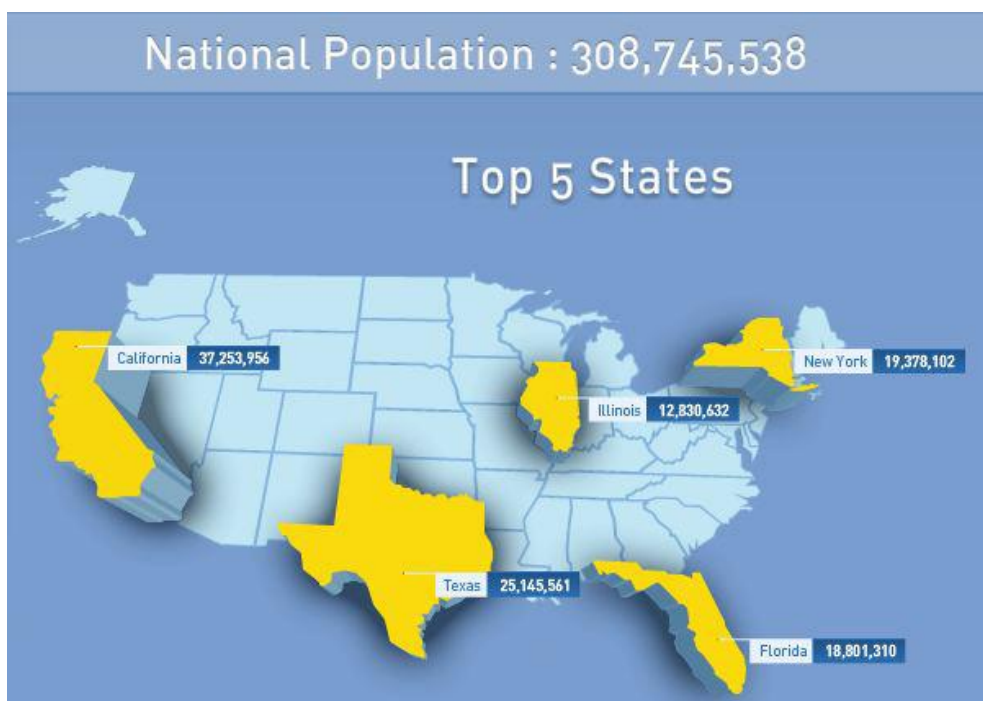 National Population : 308,745,538
Top 5 States
California 37,253,956
New York 19,378,102
Illinois 12,830,632
Texas 25,145,561
Florida 18,801,310